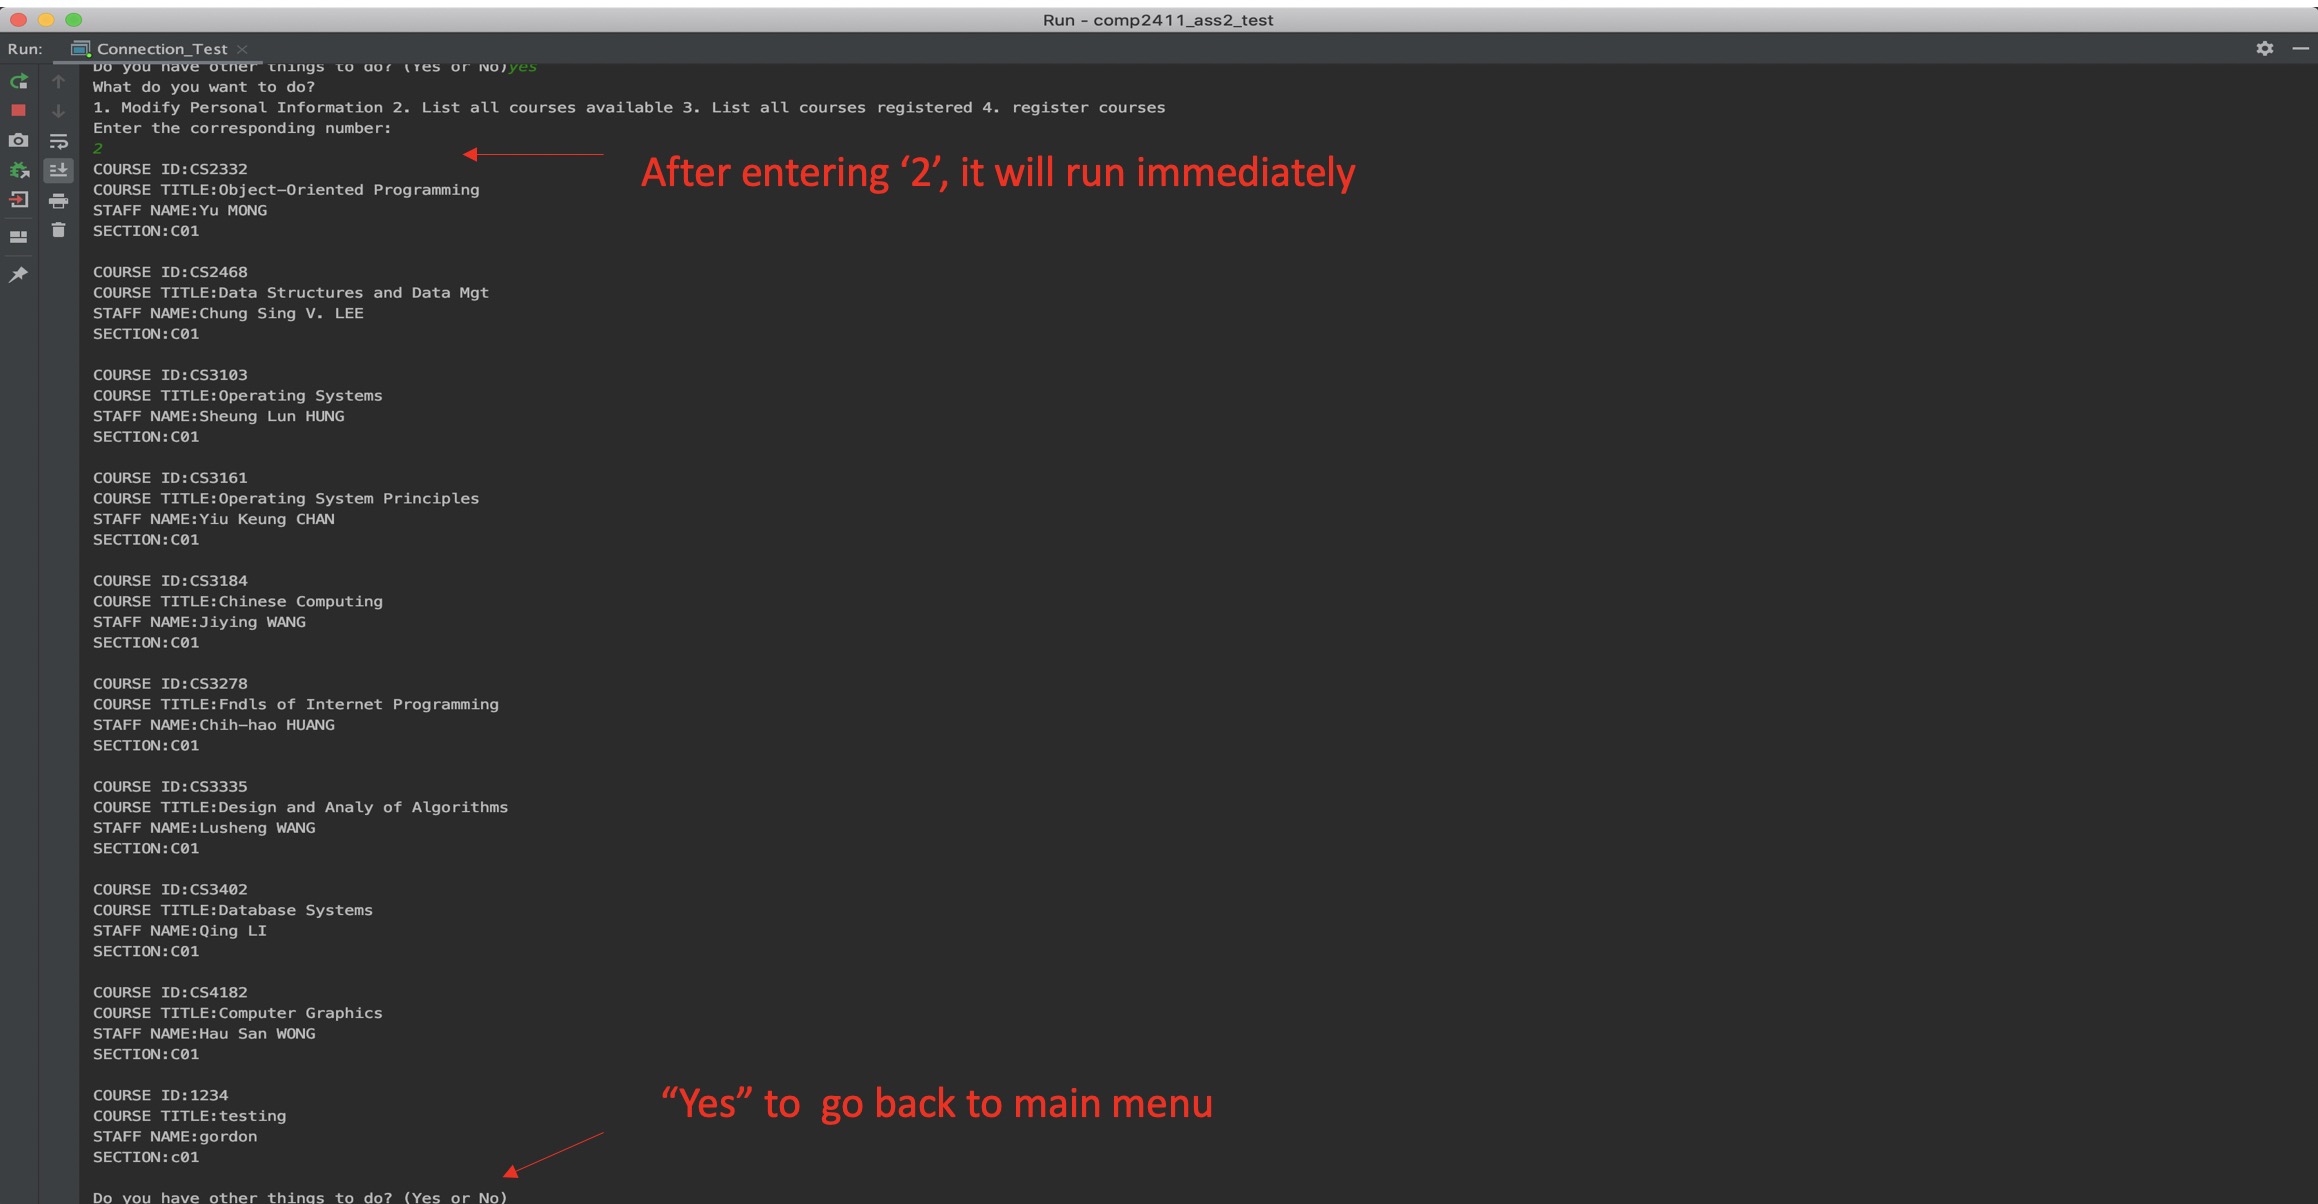 Run - comp2411_ass2_test
Run: Connection_Test
Do you have other things to do? (Yes or No)yes
What do you want to do?
1. Modify Personal Information 2. List all courses available 3. List all courses registered 4. register courses
Enter the corresponding number:
2
After entering ‘2’, it will run immediately
COURSE ID:CS2332
COURSE TITLE:Object-Oriented Programming
STAFF NAME:Yu MONG
SECTION:C01
COURSE ID:CS2468
COURSE TITLE:Data Structures and Data Mgt
STAFF NAME:Chung Sing V. LEE
SECTION:C01
COURSE ID:CS3103
COURSE TITLE:Operating Systems
STAFF NAME:Sheung Lun HUNG
SECTION:C01
COURSE ID:CS3161
COURSE TITLE:Operating System Principles
STAFF NAME:Yiu Keung CHAN
SECTION:C01
COURSE ID:CS3184
COURSE TITLE:Chinese Computing
STAFF NAME:Jiying WANG
SECTION:C01
COURSE ID:CS3278
COURSE TITLE:Fndls of Internet Programming
STAFF NAME:Chih-hao HUANG
SECTION:C01
COURSE ID:CS3335
COURSE TITLE:Design and Analy of Algorithms
STAFF NAME:Lusheng WANG
SECTION:C01
COURSE ID:CS3402
COURSE TITLE:Database Systems
STAFF NAME:Qing LI
SECTION:C01
COURSE ID:CS4182
COURSE TITLE:Computer Graphics
STAFF NAME:Hau San WONG
SECTION:C01
COURSE ID:1234
COURSE TITLE:testing
STAFF NAME:gordon
SECTION:c01
“Yes” to  go back to main menu
Do you have other things to do? (Yes or No)